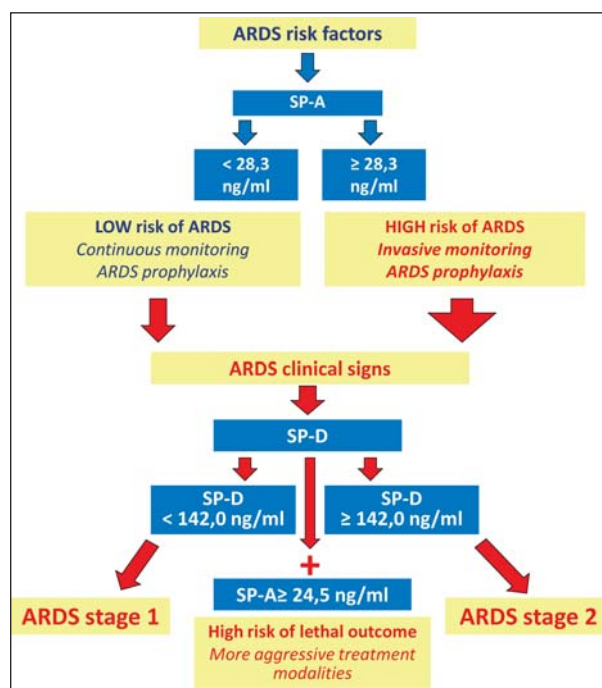 ARDS risk factors
SP-A
< 28,3
ng/ml
≥ 28,3
ng/ml
LOW risk of ARDS
Continuous monitoring
ARDS prophylaxis
HIGH risk of ARDS
Invasive monitoring
ARDS prophylaxis
ARDS clinical signs
SP-D
SP-D
< 142,0 ng/ml
SP-D
≥ 142,0 ng/ml
+
ARDS stage 1
SP-A≥ 24,5 ng/ml
High risk of lethal outcome
More aggressive treatment
modalities
ARDS stage 2